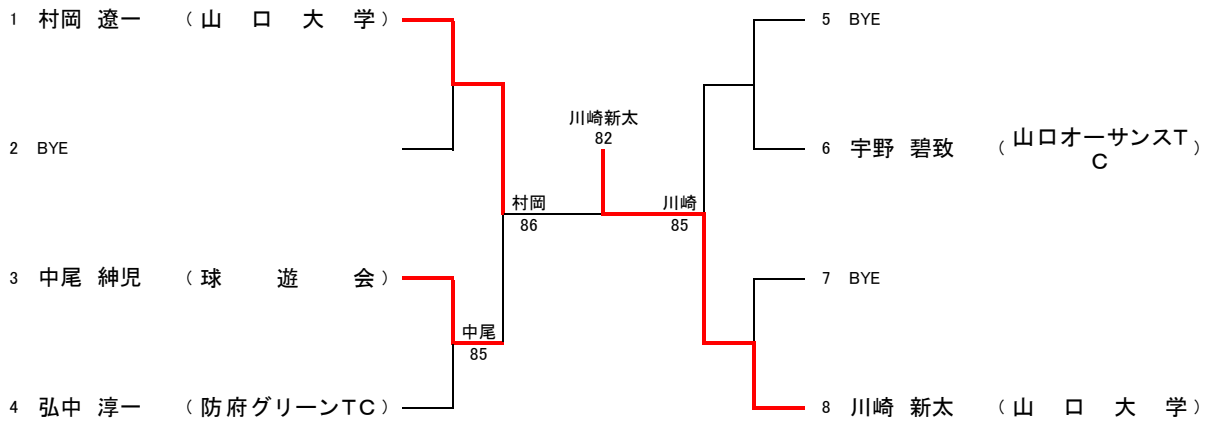 1 村岡 遼一 （ 山 口 大 学 ）
2 BYE
3 中尾 紳児 （ 球 遊 会 ）
4 弘中 淳一 （ 防府グリーンTC ）
中尾
85
村岡
86
川崎新太
82
川崎
85
5 BYE
6 宇野 碧致 （ 山口オーサンスT
C ）
7 BYE
8 川崎 新太 （ 山 口 大 学 ）